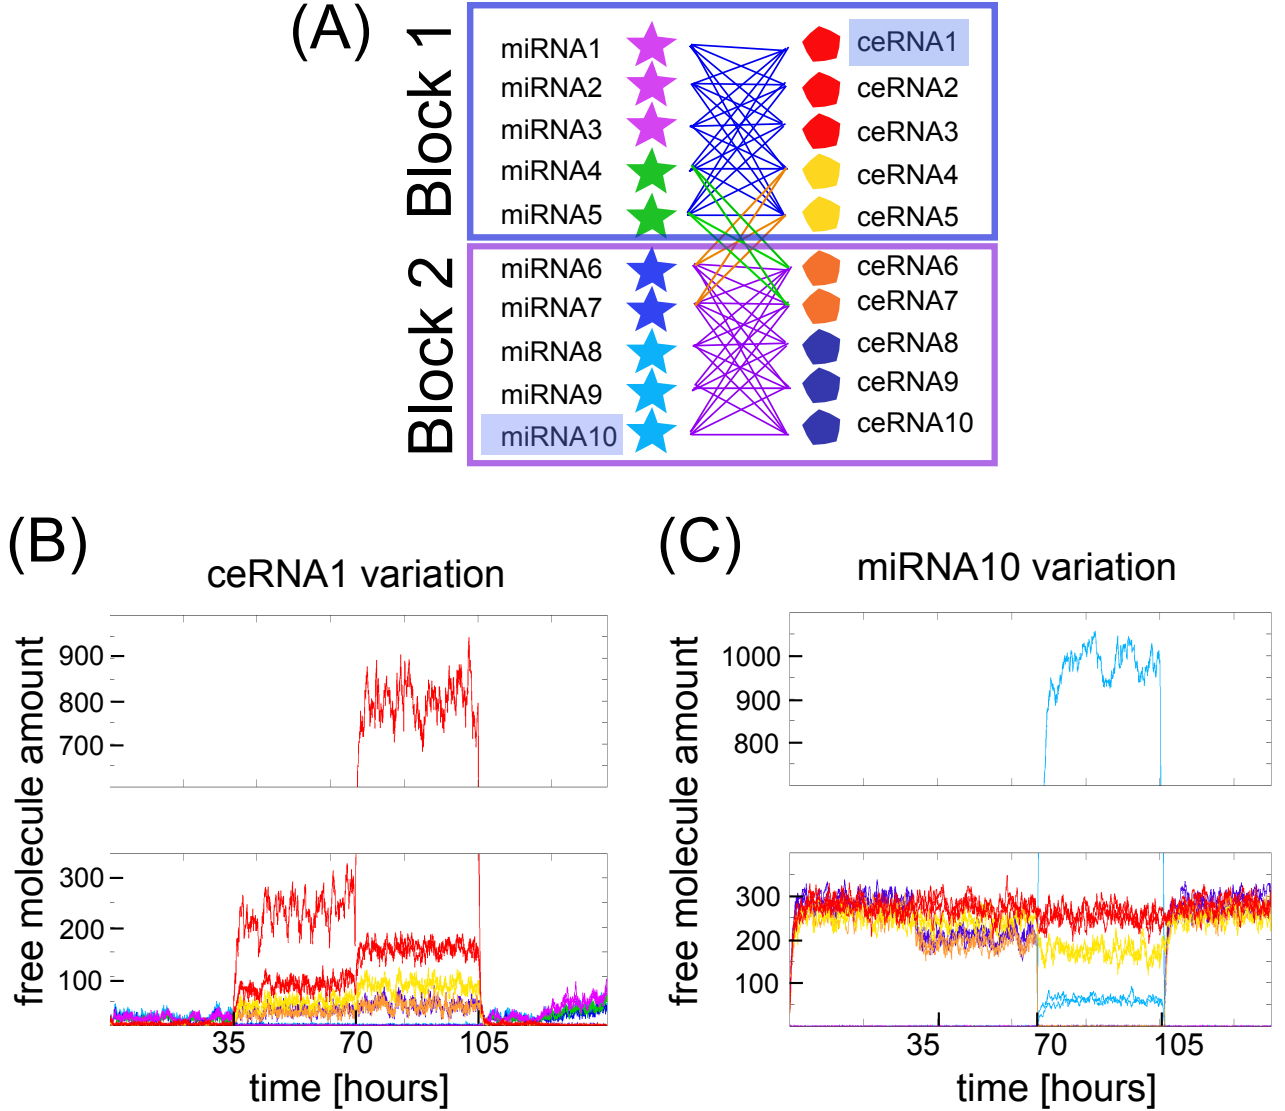 (A)
Block 1
miRNA1 ceRNA1
miRNA2 ceRNA2
miRNA3 ceRNA3
miRNA4 ceRNA4
miRNA5 ceRNA5
Block 2
miRNA6 ceRNA6
miRNA7 ceRNA7
miRNA8 ceRNA8
miRNA9 ceRNA9
miRNA10 ceRNA10
(B)
ceRNA1 variation
free molecule amount
900
800
700
300
200
100
35 70 105
time [hours]
(C)
miRNA10 variation
free molecule amount
1000
900
800
300
200
100
35 70 105
time [hours]